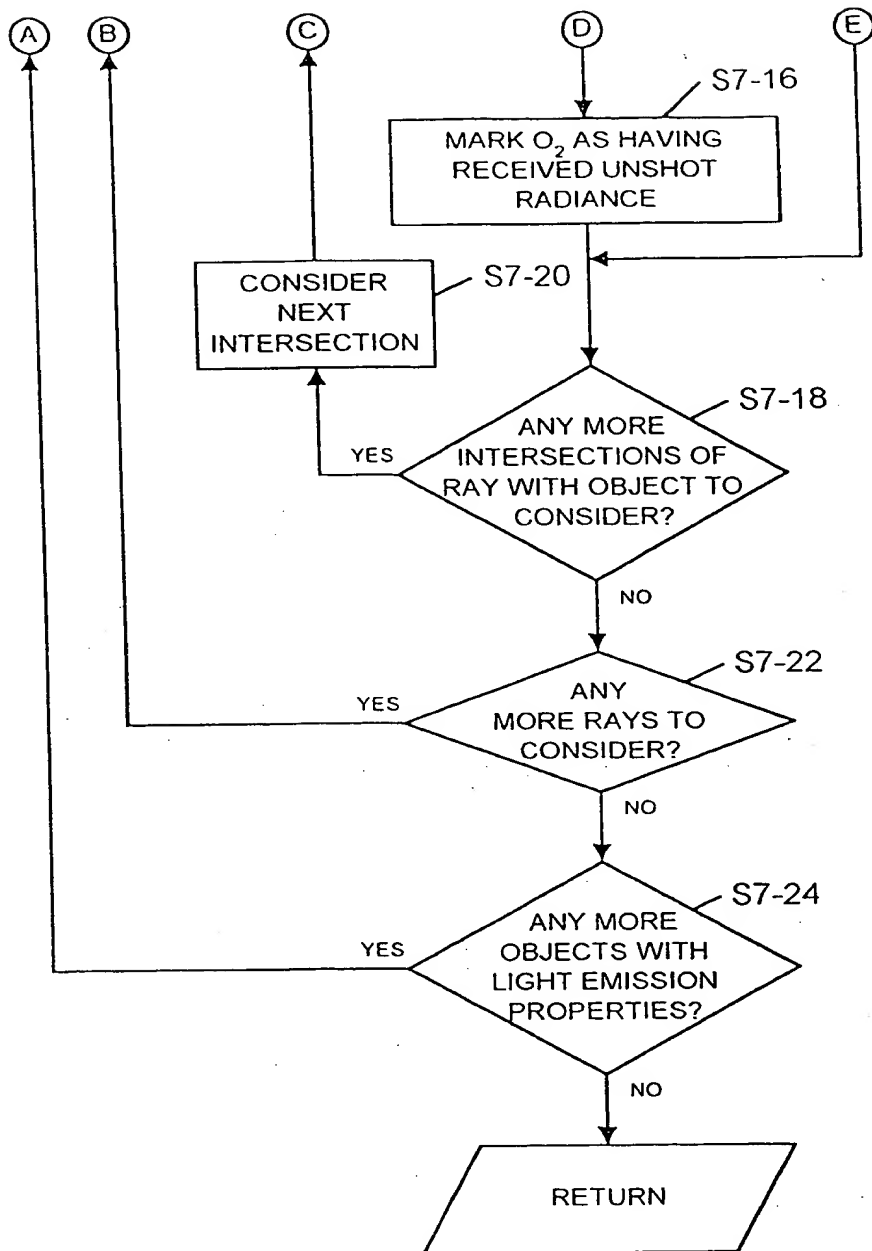 A B C D E
S7-16
MARK O₂ AS HAVING
RECEIVED UNSHOT
RADIANCE
S7-20
CONSIDER
NEXT
INTERSECTION
S7-18
ANY MORE
INTERSECTIONS OF
RAY WITH OBJECT TO
CONSIDER?
YES
NO
S7-22
ANY
MORE RAYS TO
CONSIDER?
YES
NO
S7-24
ANY MORE
OBJECTS WITH
LIGHT EMISSION
PROPERTIES?
YES
NO
RETURN